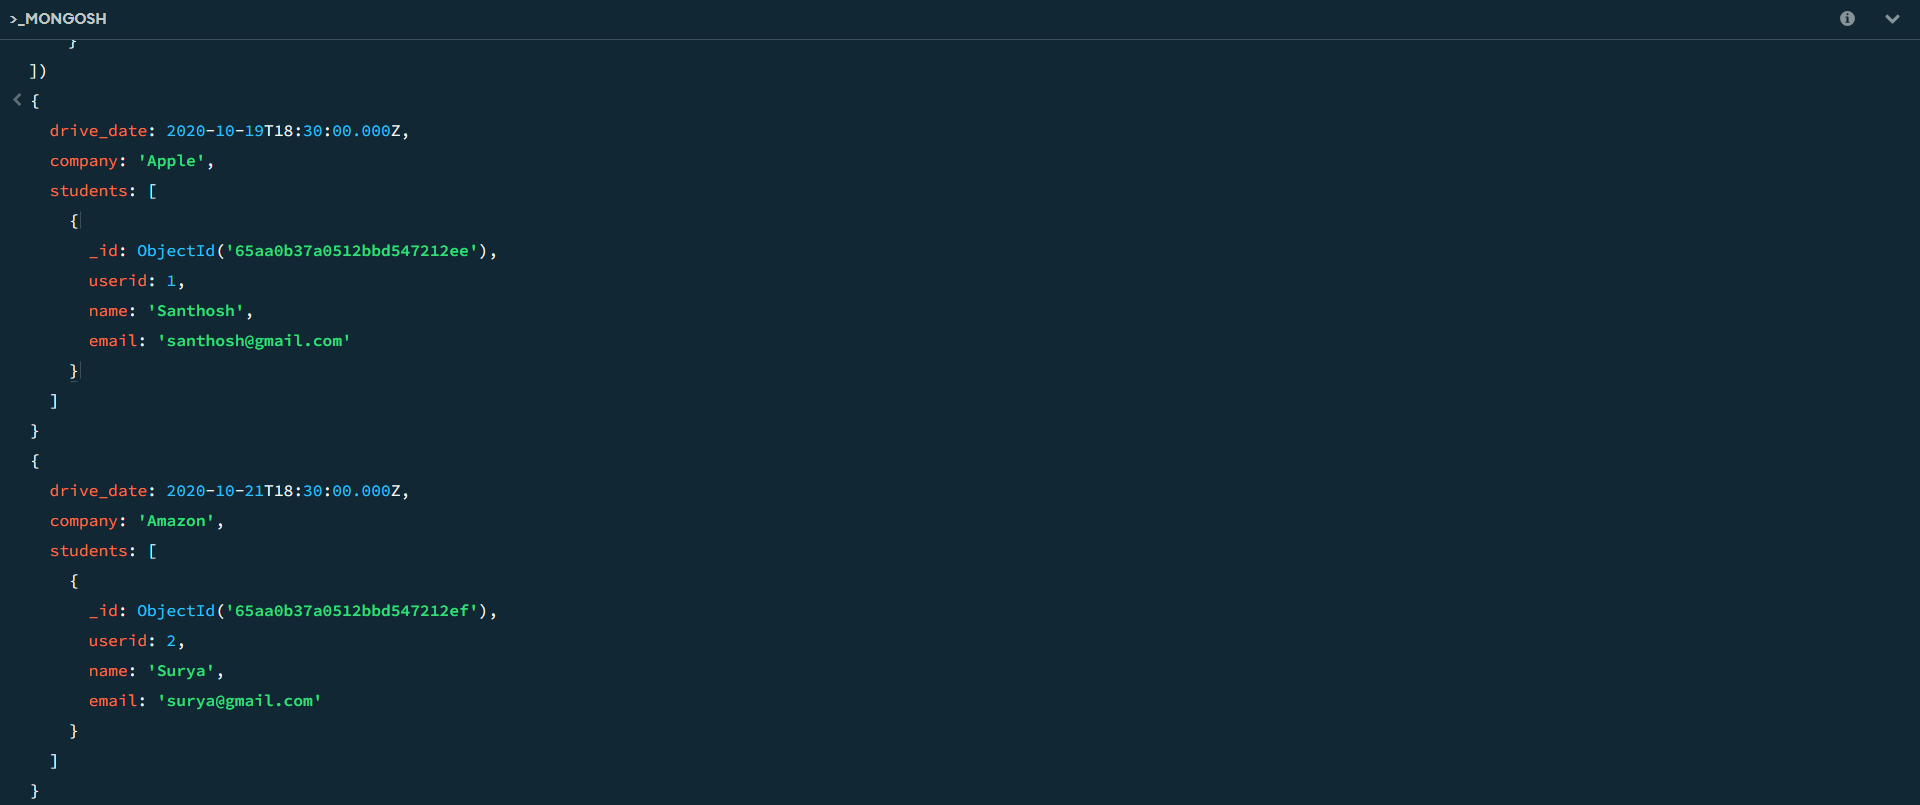 >_MONGOSH
}
])
{
drive_date: 2020-10-19T18:30:00.000Z,
company: 'Apple',
students: [
{
_id: ObjectId('65aa0b37a0512bbd547212ee'),
userid: 1,
name: 'Santhosh',
email: 'santhosh@gmail.com'
}
]
}
{
drive_date: 2020-10-21T18:30:00.000Z,
company: 'Amazon',
students: [
{
_id: ObjectId('65aa0b37a0512bbd547212ef'),
userid: 2,
name: 'Surya',
email: 'surya@gmail.com'
}
]
}